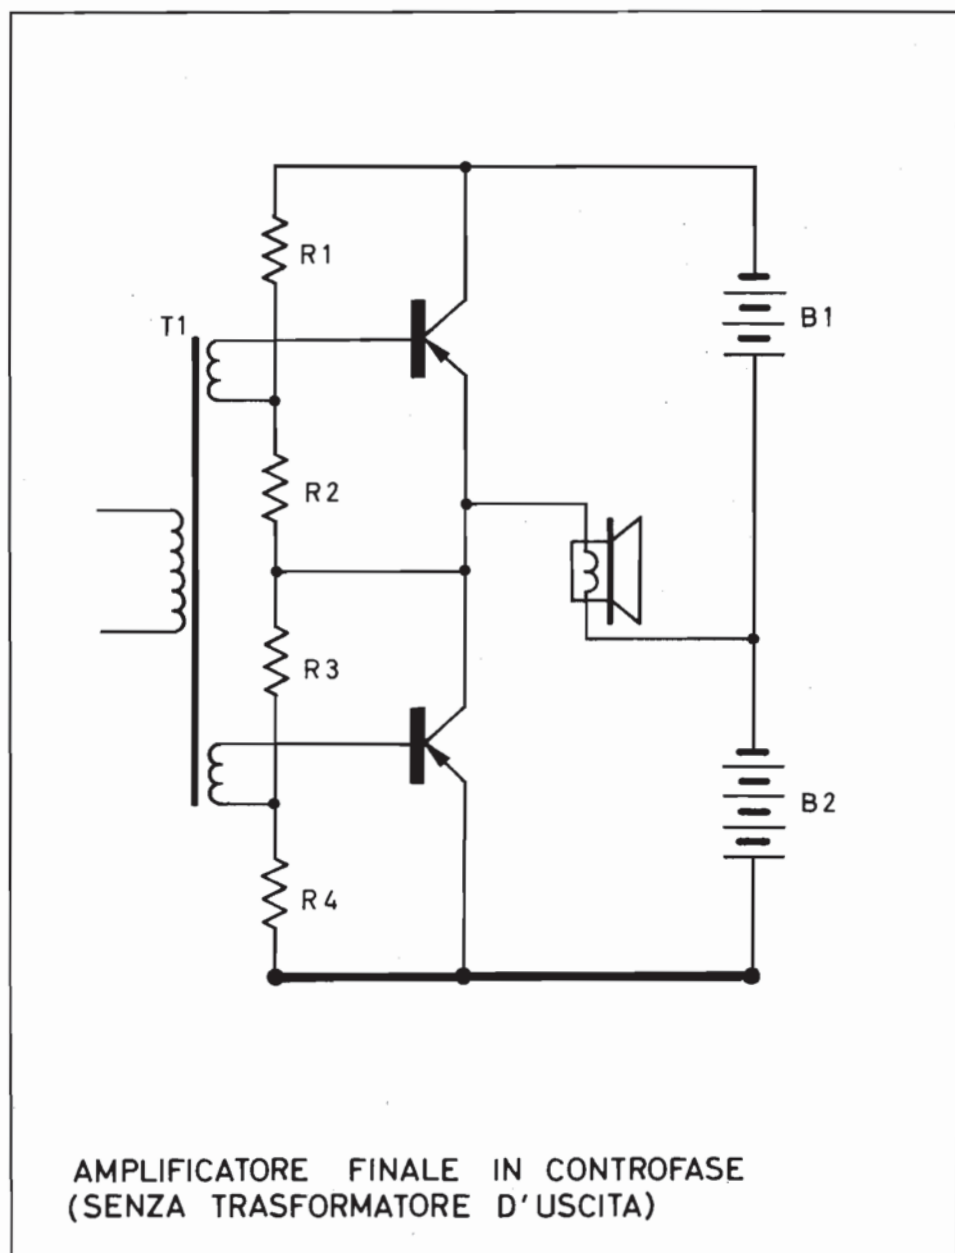 R1
T1
B1
R2
R3
B2
R4
AMPLIFICATORE FINALE IN CONTROFASE
(SENZA TRASFORMATORE D'USCITA)